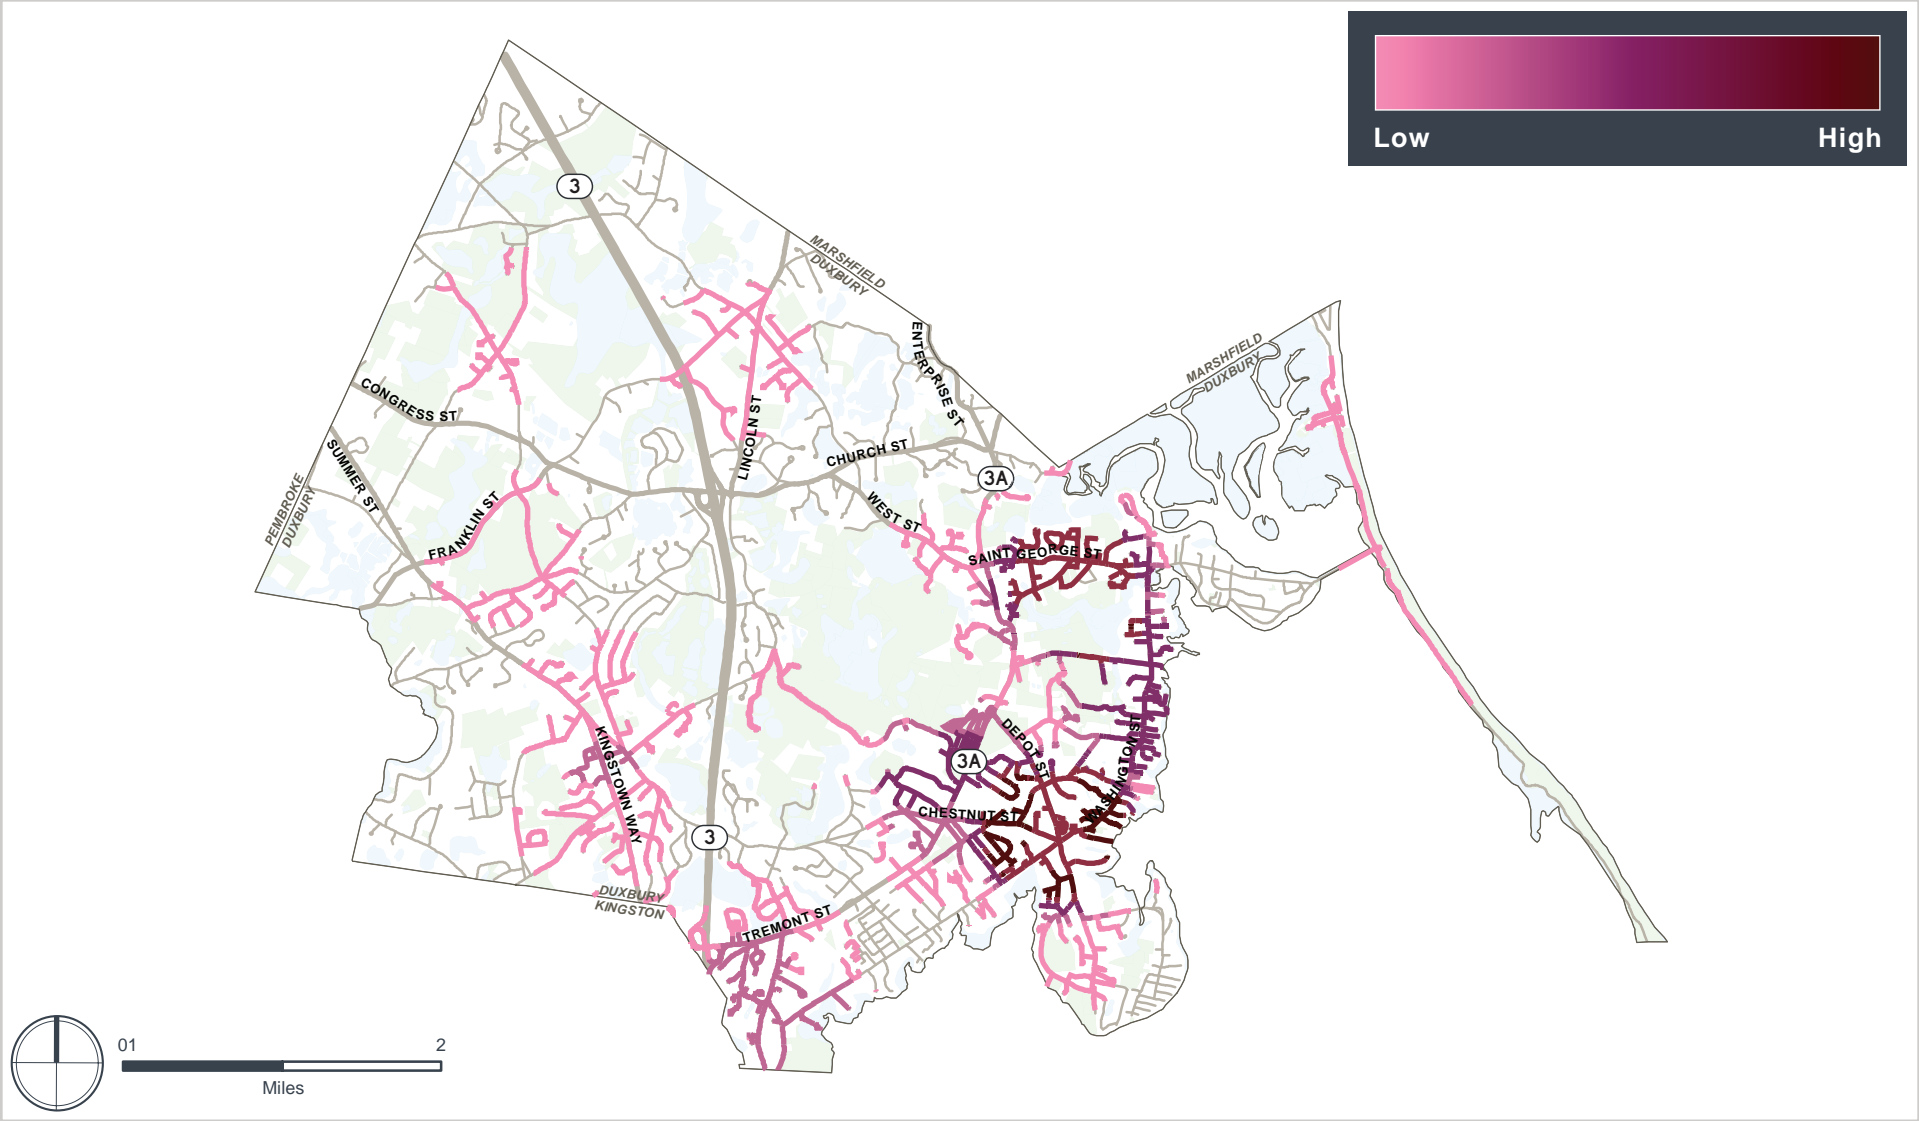 Low High
3
MARSHFIELD
DUXBURY
ENTERPRISE ST
MARSHFIELD
DUXBURY
CONGRESS ST
LINCOLN ST
CHURCH ST
SUMMER ST
3A
PEMBROKE
DUXBURY
FRANKLIN ST
WEST ST
SAINT GEORGE ST
KINGSTOWN WAY
DEPOT ST
WASHINGTON ST
3A
CHESTNUT ST
3
DUXBURY
KINGSTON
TREMONT ST
01 2
Miles